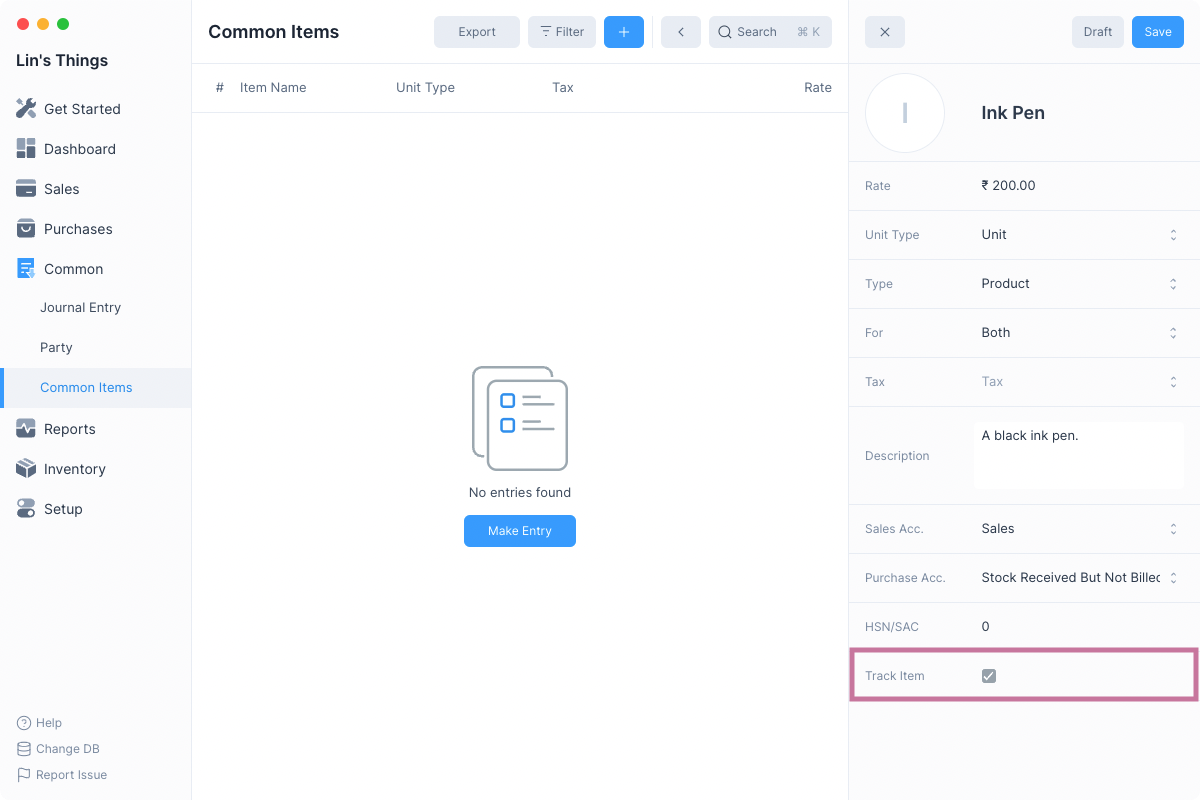 Lin's Things
Get Started
Dashboard
Sales
Purchases
Common
Journal Entry
Party
Common Items
Reports
Inventory
Setup
Help
Change DB
Report Issue
Common Items
Export
Filter
Search ⌘ K
# Item Name Unit Type Tax Rate
No entries found
Make Entry
Draft
Save
I
Ink Pen
Rate ₹ 200.00
Unit Type Unit
Type Product
For Both
Tax Tax
Description A black ink pen.
Sales Acc. Sales
Purchase Acc. Stock Received But Not Billed
HSN/SAC 0
Track Item